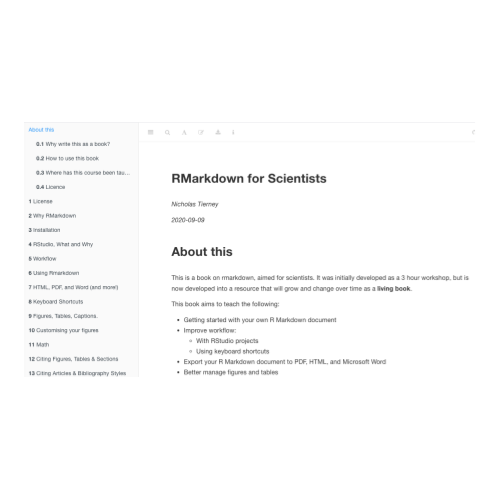 About this
0.1 Why write this as a book?
0.2 How to use this book
0.3 Where has this course been tau...
0.4 Licence
1 License
2 Why RMarkdown
3 Installation
4 RStudio, What and Why
5 Workflow
6 Using Rmarkdown
7 HTML, PDF, and Word (and more!)
8 Keyboard Shortcuts
9 Figures, Tables, Captions.
10 Customising your figures
11 Math
12 Citing Figures, Tables & Sections
13 Citing Articles & Bibliography Styles
RMarkdown for Scientists
Nicholas Tierney
2020-09-09
About this
This is a book on rmarkdown, aimed for scientists. It was initially developed as a 3 hour workshop, but is
now developed into a resource that will grow and change over time as a living book.
This book aims to teach the following:
• Getting started with your own R Markdown document
• Improve workflow:
◦ With RStudio projects
◦ Using keyboard shortcuts
• Export your R Markdown document to PDF, HTML, and Microsoft Word
• Better manage figures and tables